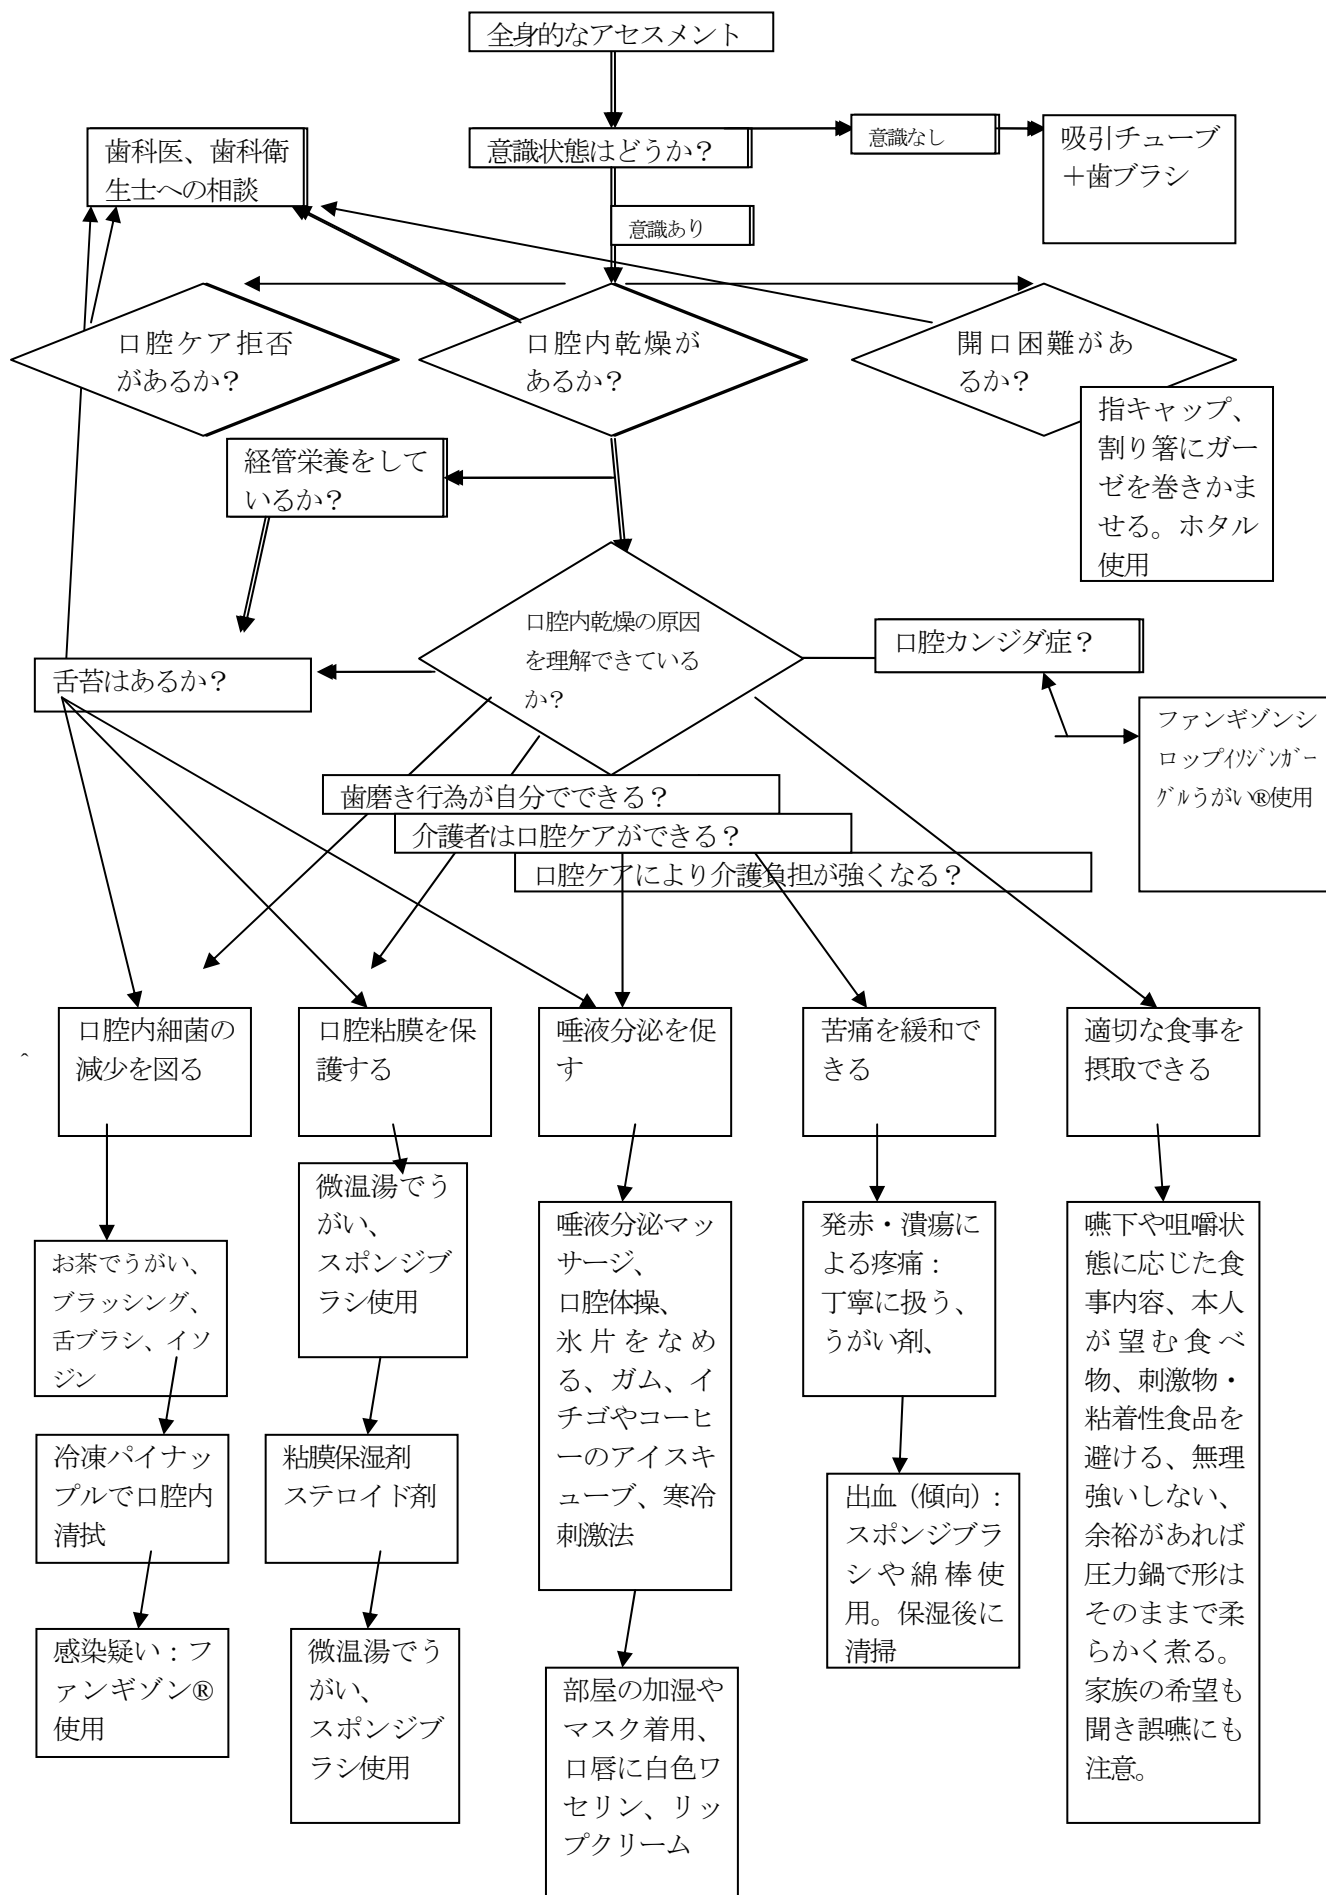 全身的なアセスメント
歯科医、歯科衛
生士への相談
意識状態はどうか？
意識なし
吸引チューブ
＋歯ブラシ
意識あり
口腔ケア拒否
があるか？
口腔内乾燥が
あるか？
開口困難があ
るか？
指キャップ、
割り箸にガー
ゼを巻きかま
せる。ホタル
使用
経管栄養をして
いるか？
口腔内乾燥の原因
を理解できている
か？
口腔カンジダ症？
舌苔はあるか？
ファンギゾンシ
ロップｲｿｼﾞﾝｶﾞｰ
ｸﾞﾙうがい®使用
歯磨き行為が自分でできる？
介護者は口腔ケアができる？
口腔ケアにより介護負担が強くなる？
口腔内細菌の
減少を図る
口腔粘膜を保
護する
唾液分泌を促
す
苦痛を緩和で
きる
適切な食事を
摂取できる
＾
お茶でうがい、
ブラッシング、
舌ブラシ、イソ
ジン
微温湯でう
がい、
スポンジブ
ラシ使用
唾液分泌マッ
サージ、
口腔体操、
氷片をなめ
る、ガム、イ
チゴやコーヒ
ーのアイスキ
ューブ、寒冷
刺激法
発赤・潰瘍に
よる疼痛：
丁寧に扱う、
うがい剤、
嚥下や咀嚼状
態に応じた食
事内容、本人
が望む食べ
物、刺激物・
粘着性食品を
避ける、無理
強いしない、
余裕があれば
圧力鍋で形は
そのままで柔
らかく煮る。
家族の希望も
聞き誤嚥にも
注意。
冷凍パイナッ
プルで口腔内
清拭
粘膜保湿剤
ステロイド剤
出血（傾向）：
スポンジブラ
シや綿棒使
用。保湿後に
清掃
感染疑い：フ
ァンギゾン®
使用
微温湯でう
がい、
スポンジブ
ラシ使用
部屋の加湿や
マスク着用、
口唇に白色ワ
セリン、リッ
プクリーム